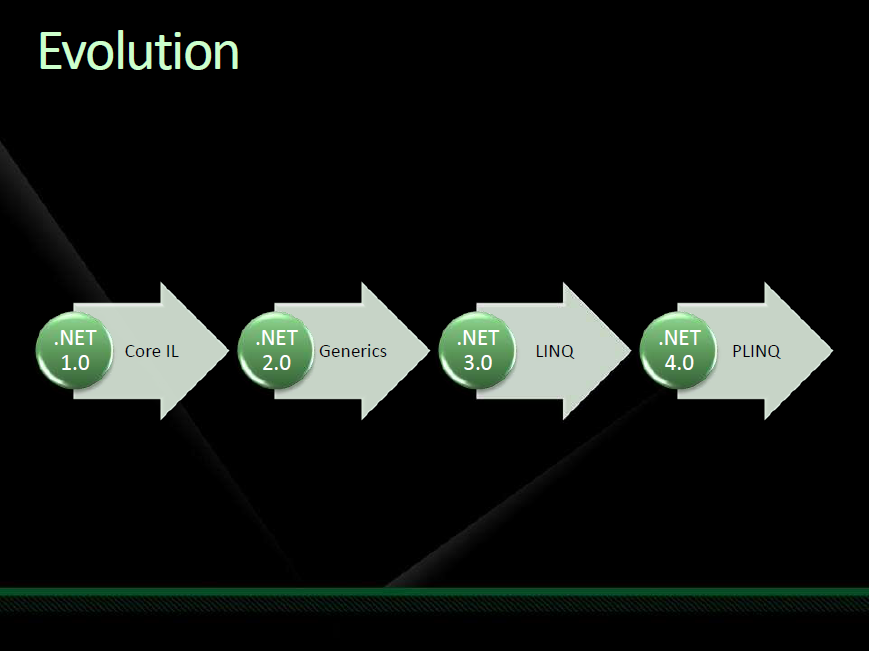 Evolution
.NET
1.0
Core IL
.NET
2.0
Generics
.NET
3.0
LINQ
.NET
4.0
PLINQ